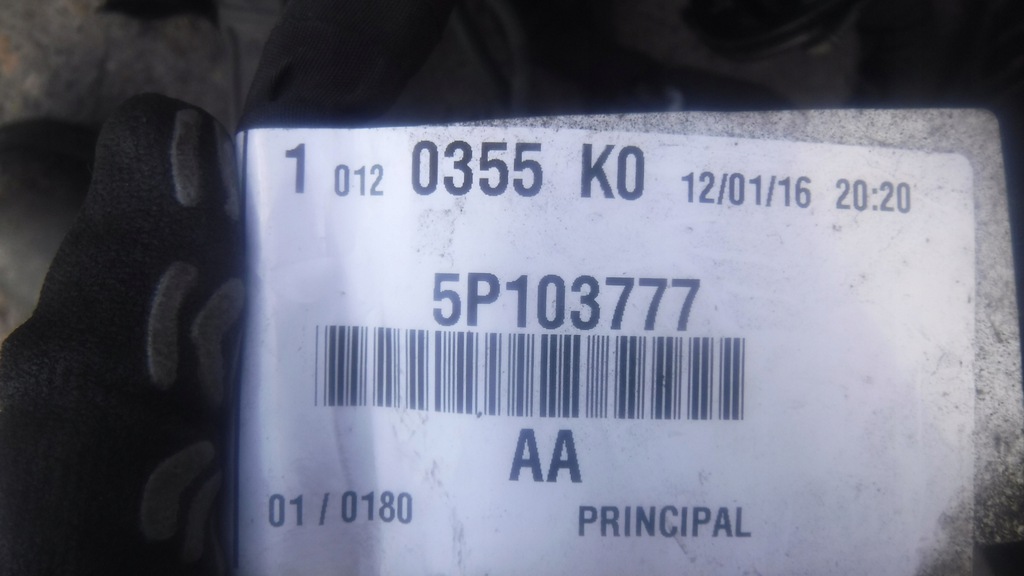 1 012 0355 K0 12/01/16 20:20
5P103777
AA
01 / 0180 PRINCIPAL